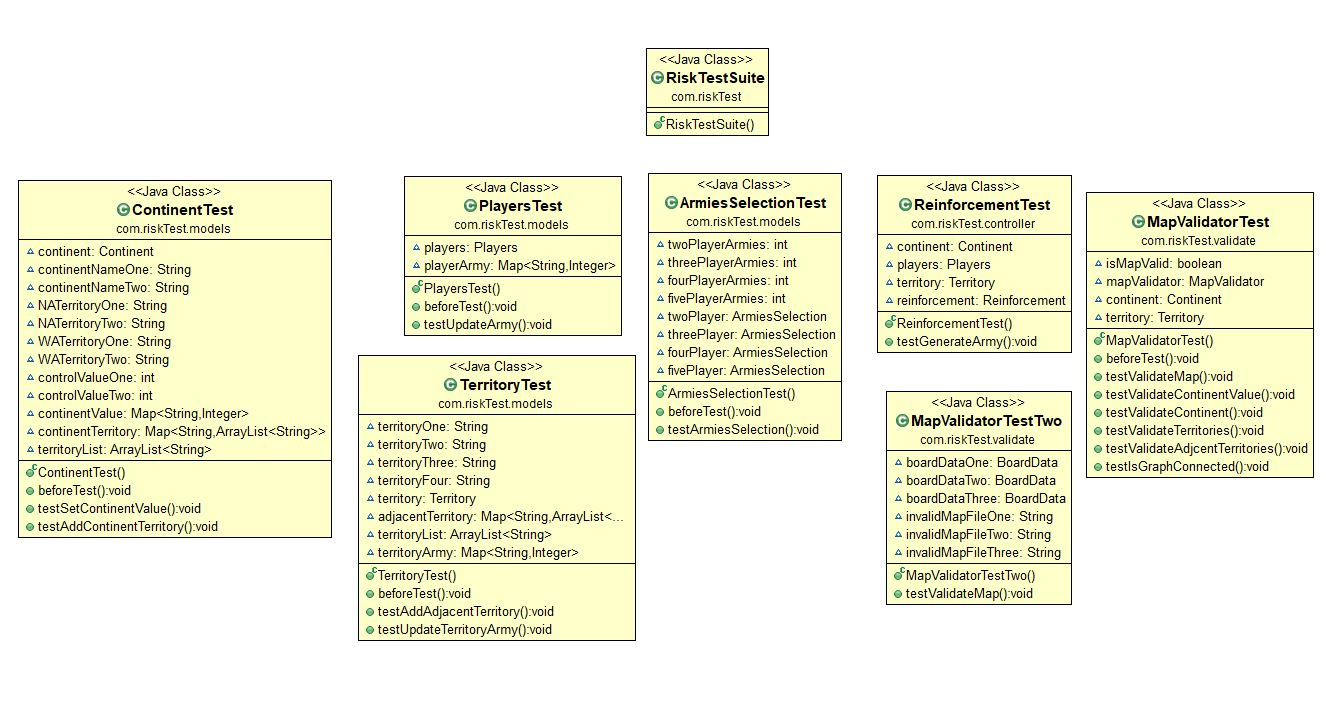 <<Java Class>>
RiskTestSuite
com.riskTest
RiskTestSuite()
<<Java Class>>
ContinentTest
com.riskTest.models
continent: Continent
continentNameOne: String
continentNameTwo: String
NATerritoryOne: String
NATerritoryTwo: String
WATerritoryOne: String
WATerritoryTwo: String
controlValueOne: int
controlValueTwo: int
continentValue: Map<String,Integer>
continentTerritory: Map<String,ArrayList<String>>
territoryList: ArrayList<String>
ContinentTest()
beforeTest():void
testSetContinentValue():void
testAddContinentTerritory():void
<<Java Class>>
PlayersTest
com.riskTest.models
players: Players
playerArmy: Map<String,Integer>
PlayersTest()
beforeTest():void
testUpdateArmy():void
<<Java Class>>
TerritoryTest
com.riskTest.models
territoryOne: String
territoryTwo: String
territoryThree: String
territoryFour: String
territory: Territory
adjacentTerritory: Map<String,ArrayList<...
territoryList: ArrayList<String>
territoryArmy: Map<String,Integer>
TerritoryTest()
beforeTest():void
testAddAdjacentTerritory():void
testUpdateTerritoryArmy():void
<<Java Class>>
ArmiesSelectionTest
com.riskTest.models
twoPlayerArmies: int
threePlayerArmies: int
fourPlayerArmies: int
fivePlayerArmies: int
twoPlayer: ArmiesSelection
threePlayer: ArmiesSelection
fourPlayer: ArmiesSelection
fivePlayer: ArmiesSelection
ArmiesSelectionTest()
beforeTest():void
testArmiesSelection():void
<<Java Class>>
ReinforcementTest
com.riskTest.controller
continent: Continent
players: Players
territory: Territory
reinforcement: Reinforcement
ReinforcementTest()
testGenerateArmy():void
<<Java Class>>
MapValidatorTestTwo
com.riskTest.validate
boardDataOne: BoardData
boardDataTwo: BoardData
boardDataThree: BoardData
invalidMapFileOne: String
invalidMapFileTwo: String
invalidMapFileThree: String
MapValidatorTestTwo()
testValidateMap():void
<<Java Class>>
MapValidatorTest
com.riskTest.validate
isMapValid: boolean
mapValidator: MapValidator
continent: Continent
territory: Territory
MapValidatorTest()
beforeTest():void
testValidateMap():void
testValidateContinentValue():void
testValidateContinent():void
testValidateTerritories():void
testValidateAdjcentTerritories():void
testIsGraphConnected():void